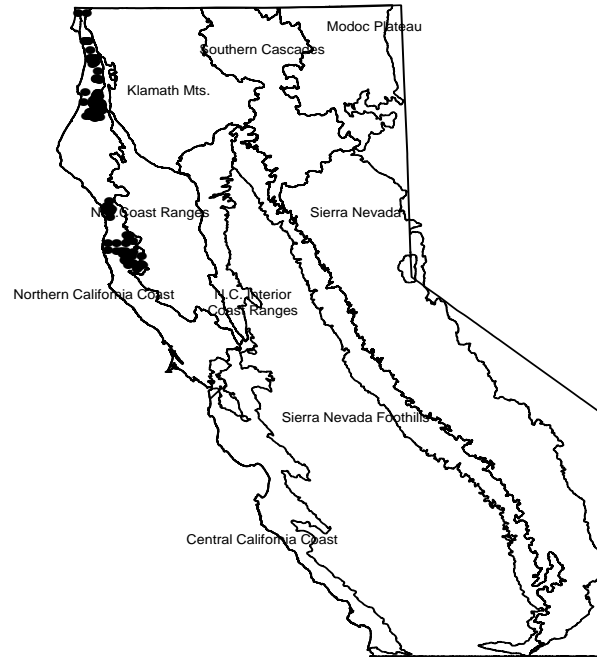 Modoc Plateau
Southern Cascades
Klamath Mts.
N.C.Coast Ranges
Sierra Nevada
Northern California Coast
N.C. Interior
Coast Ranges
Sierra Nevada Foothills
Central California Coast